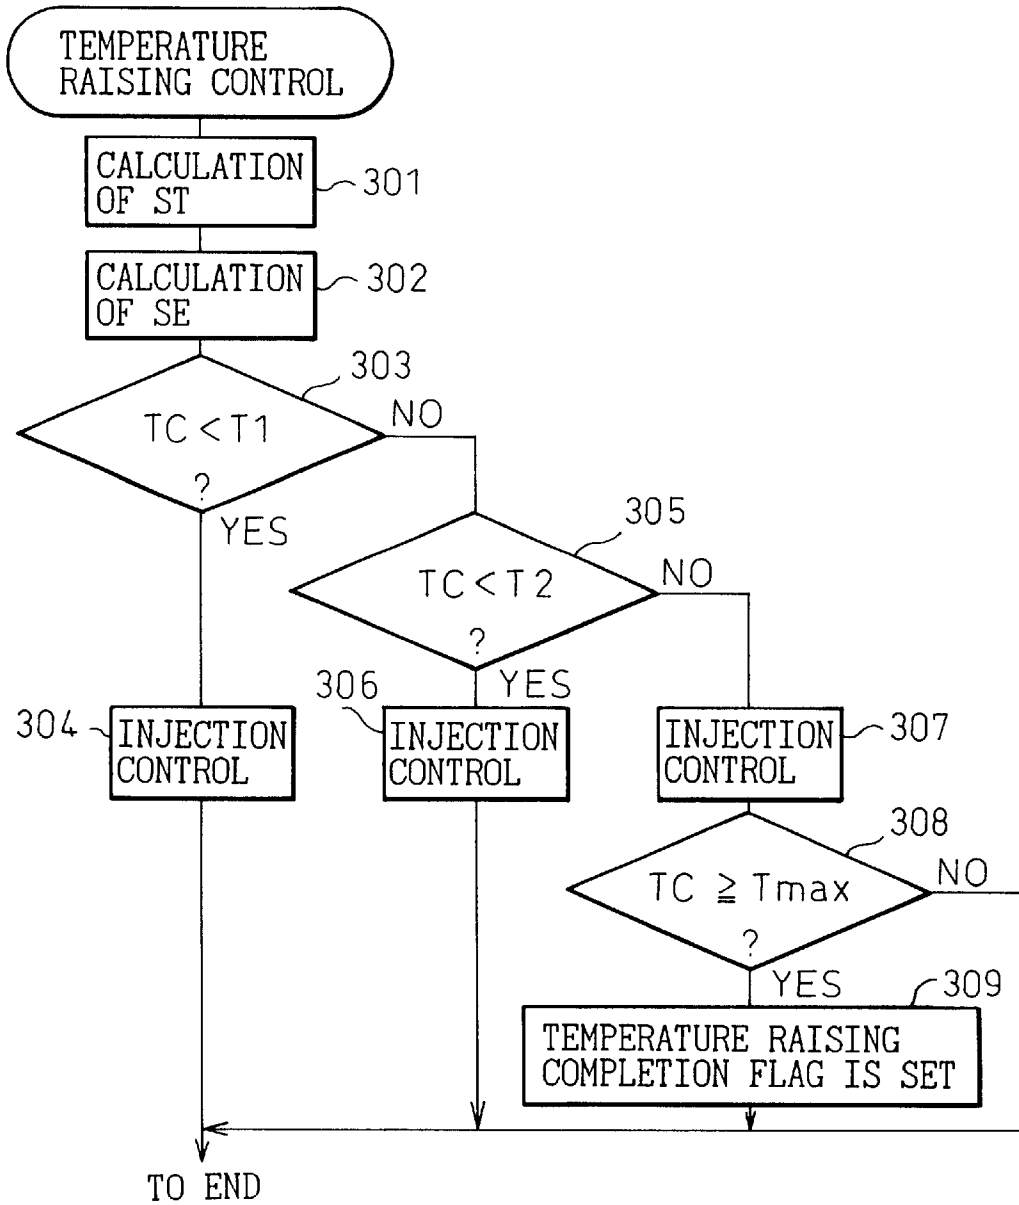 TEMPERATURE
RAISING CONTROL
CALCULATION
OF ST
301
CALCULATION
OF SE
302
303
TC < T1
?
NO
YES
305
TC < T2
?
NO
YES
304
INJECTION
CONTROL
306
INJECTION
CONTROL
307
INJECTION
CONTROL
308
TC ≧ Tmax
?
NO
YES
309
TEMPERATURE RAISING
COMPLETION FLAG IS SET
TO END